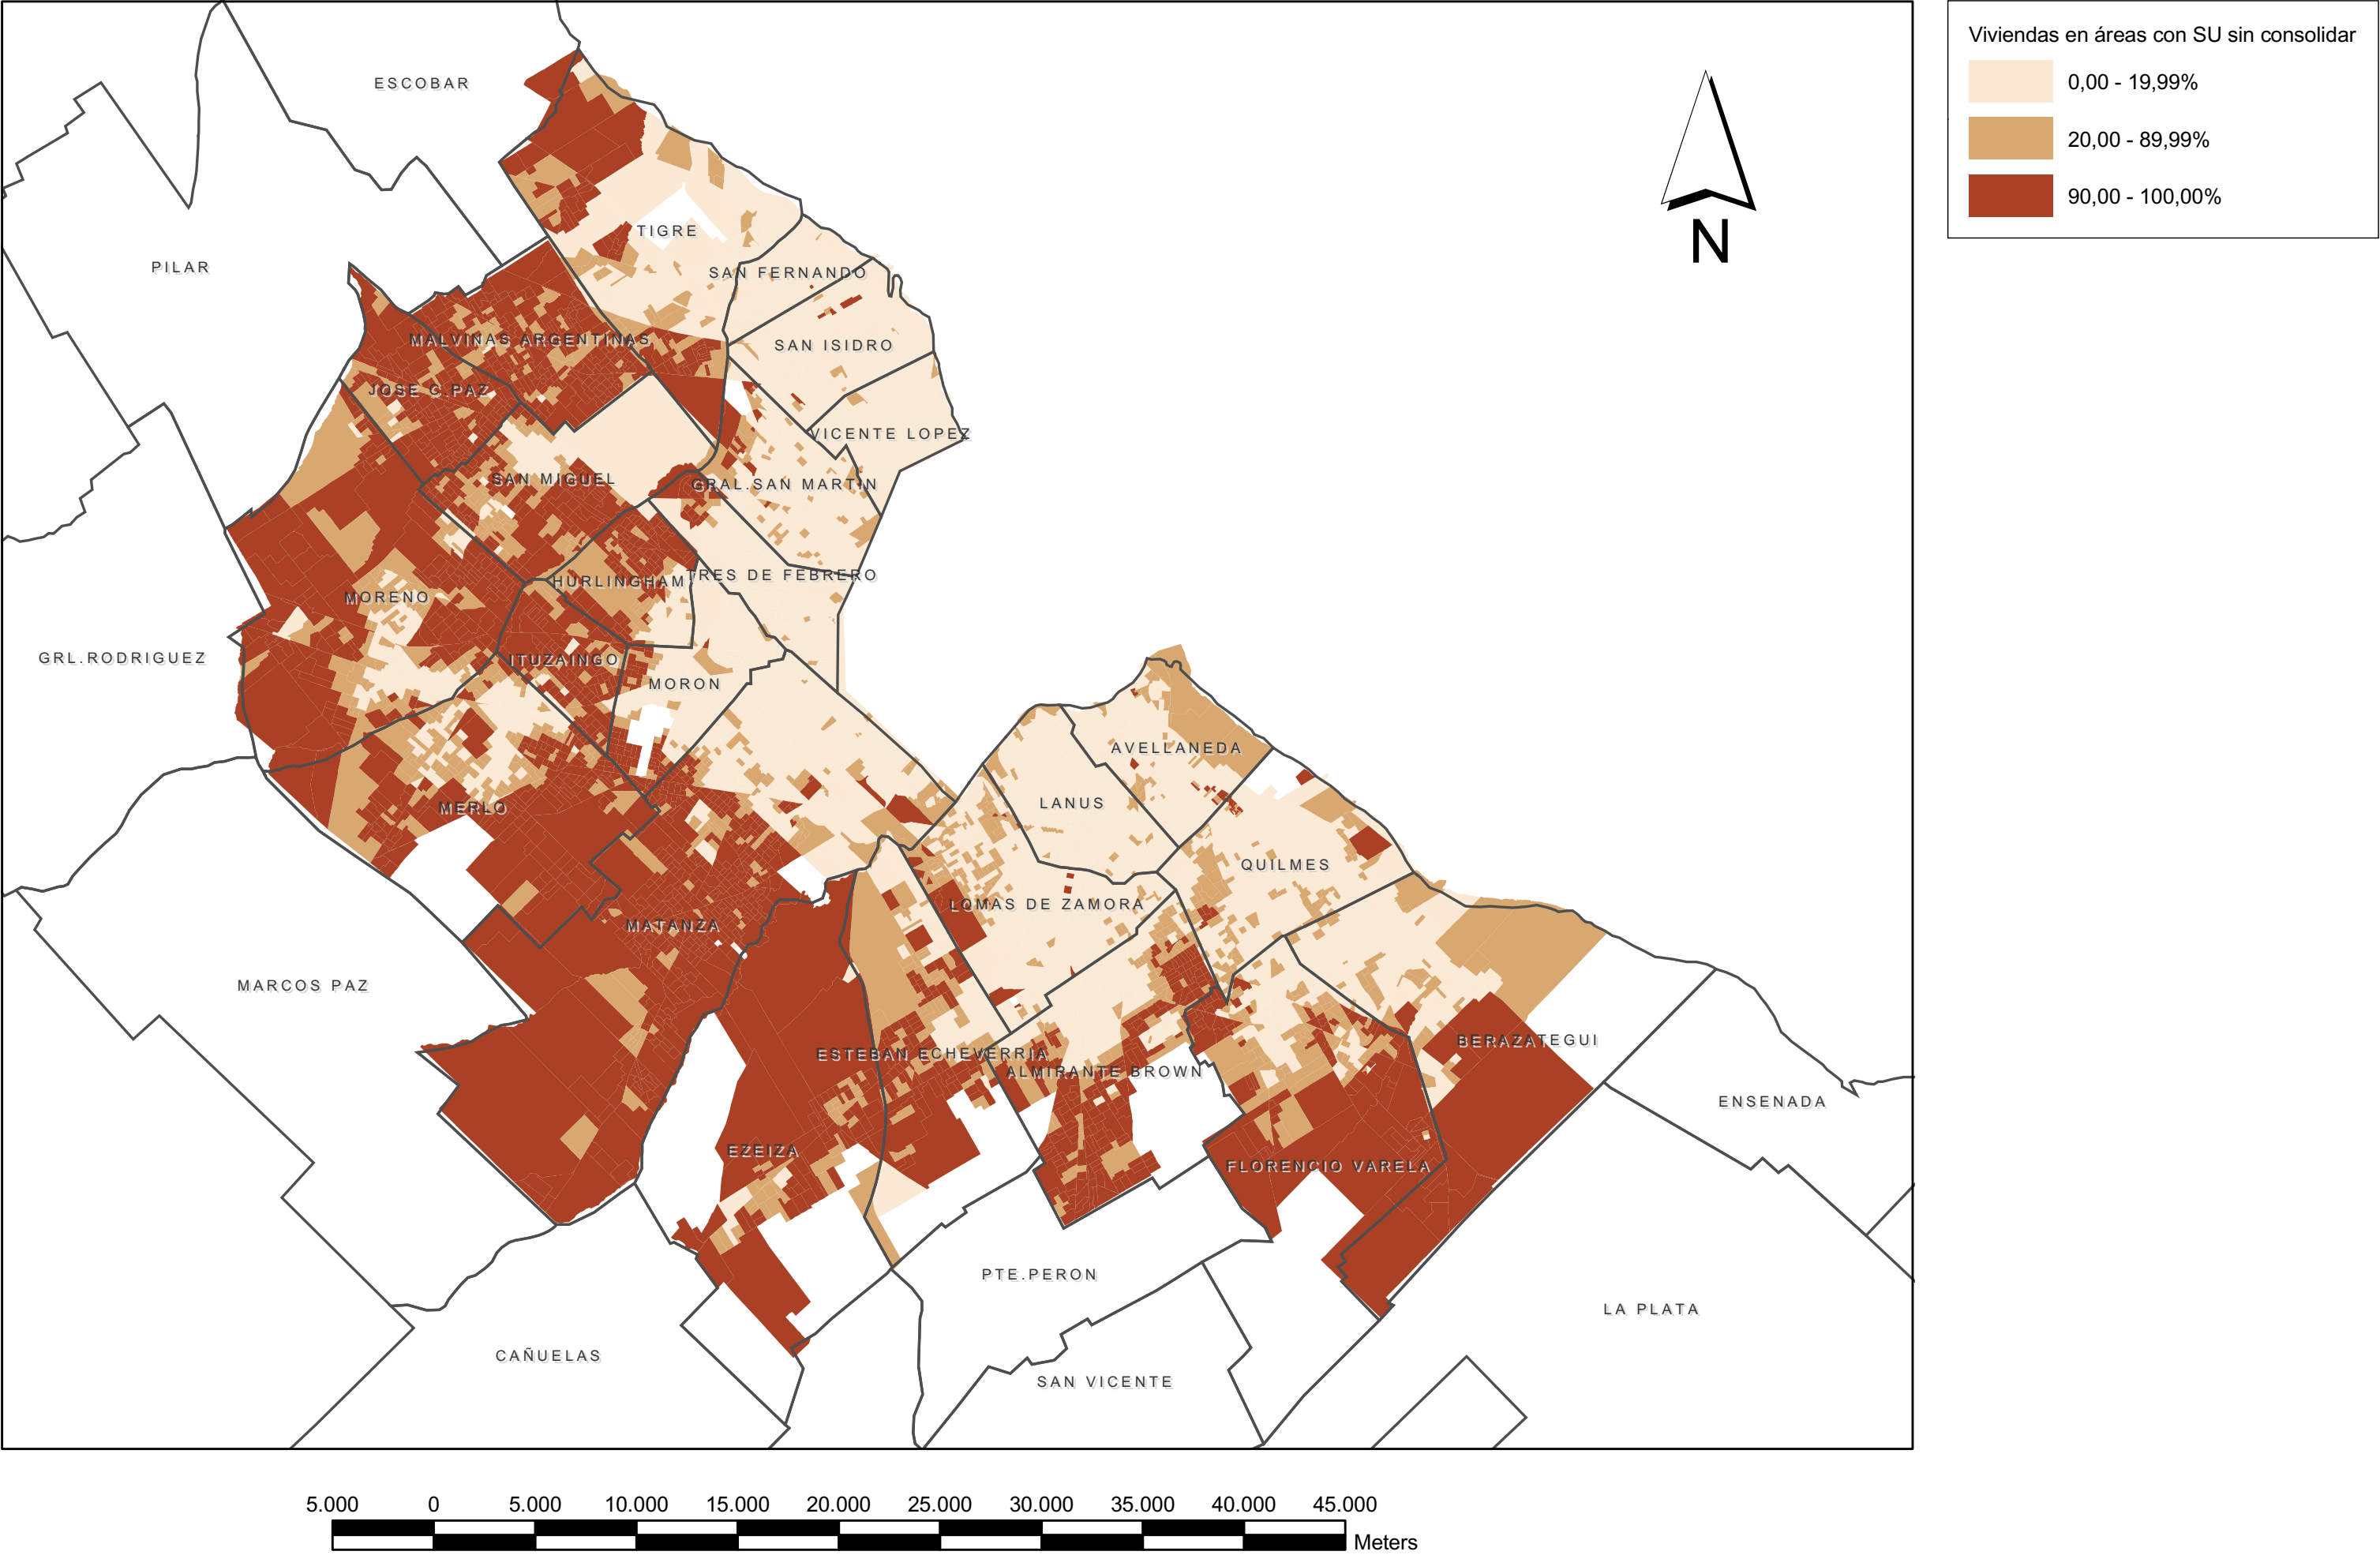 Viviendas en áreas con SU sin consolidar
0,00 - 19,99%
20,00 - 89,99%
90,00 - 100,00%
N
ESCOBAR
TIGRE
PILAR
SAN FERNANDO
MALVINAS ARGENTINAS
SAN ISIDRO
JOSE C.PAZ
VICENTE LOPEZ
SAN MIGUEL
GRAL.SAN MARTIN
HURLINGHAM
TRES DE FEBRERO
MORENO
GRL.RODRIGUEZ
ITUZAINGO
MORON
AVELLANEDA
MERLO
LANUS
QUILMES
LOMAS DE ZAMORA
MATANZA
MARCOS PAZ
BERAZATEGUI
ESTEBAN ECHEVERRIA
ALMIRANTE BROWN
ENSENADA
EZEIZA
FLORENCIO VARELA
PTE.PERON
LA PLATA
CAÑUELAS
SAN VICENTE
5.000 0 5.000 10.000 15.000 20.000 25.000 30.000 35.000 40.000 45.000
Meters